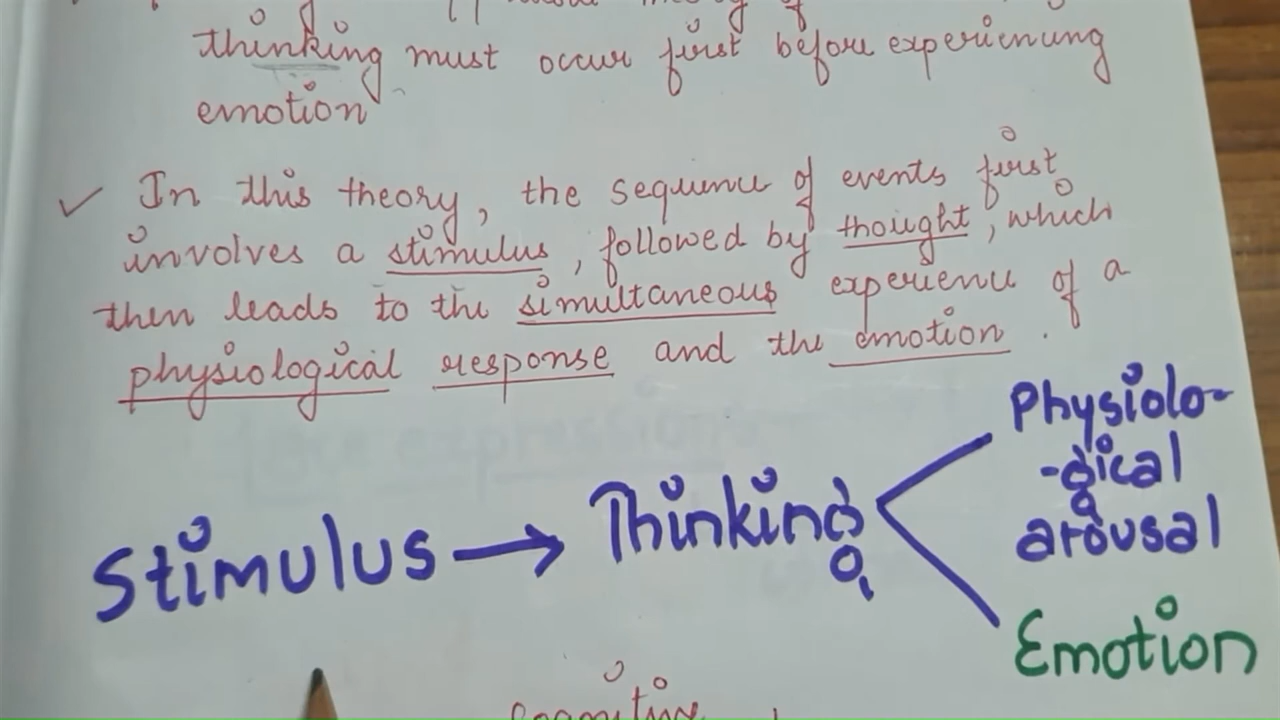 thinking must occur first before experiencing
emotion
✓ In this theory, the sequence of events first
involves a stimulus, followed by thought, which
then leads to the simultaneous experience of a
physiological response and the emotion.
Stimulus → Thinking
Physiolo-
-gical
arousal
Emotion
Cognitive